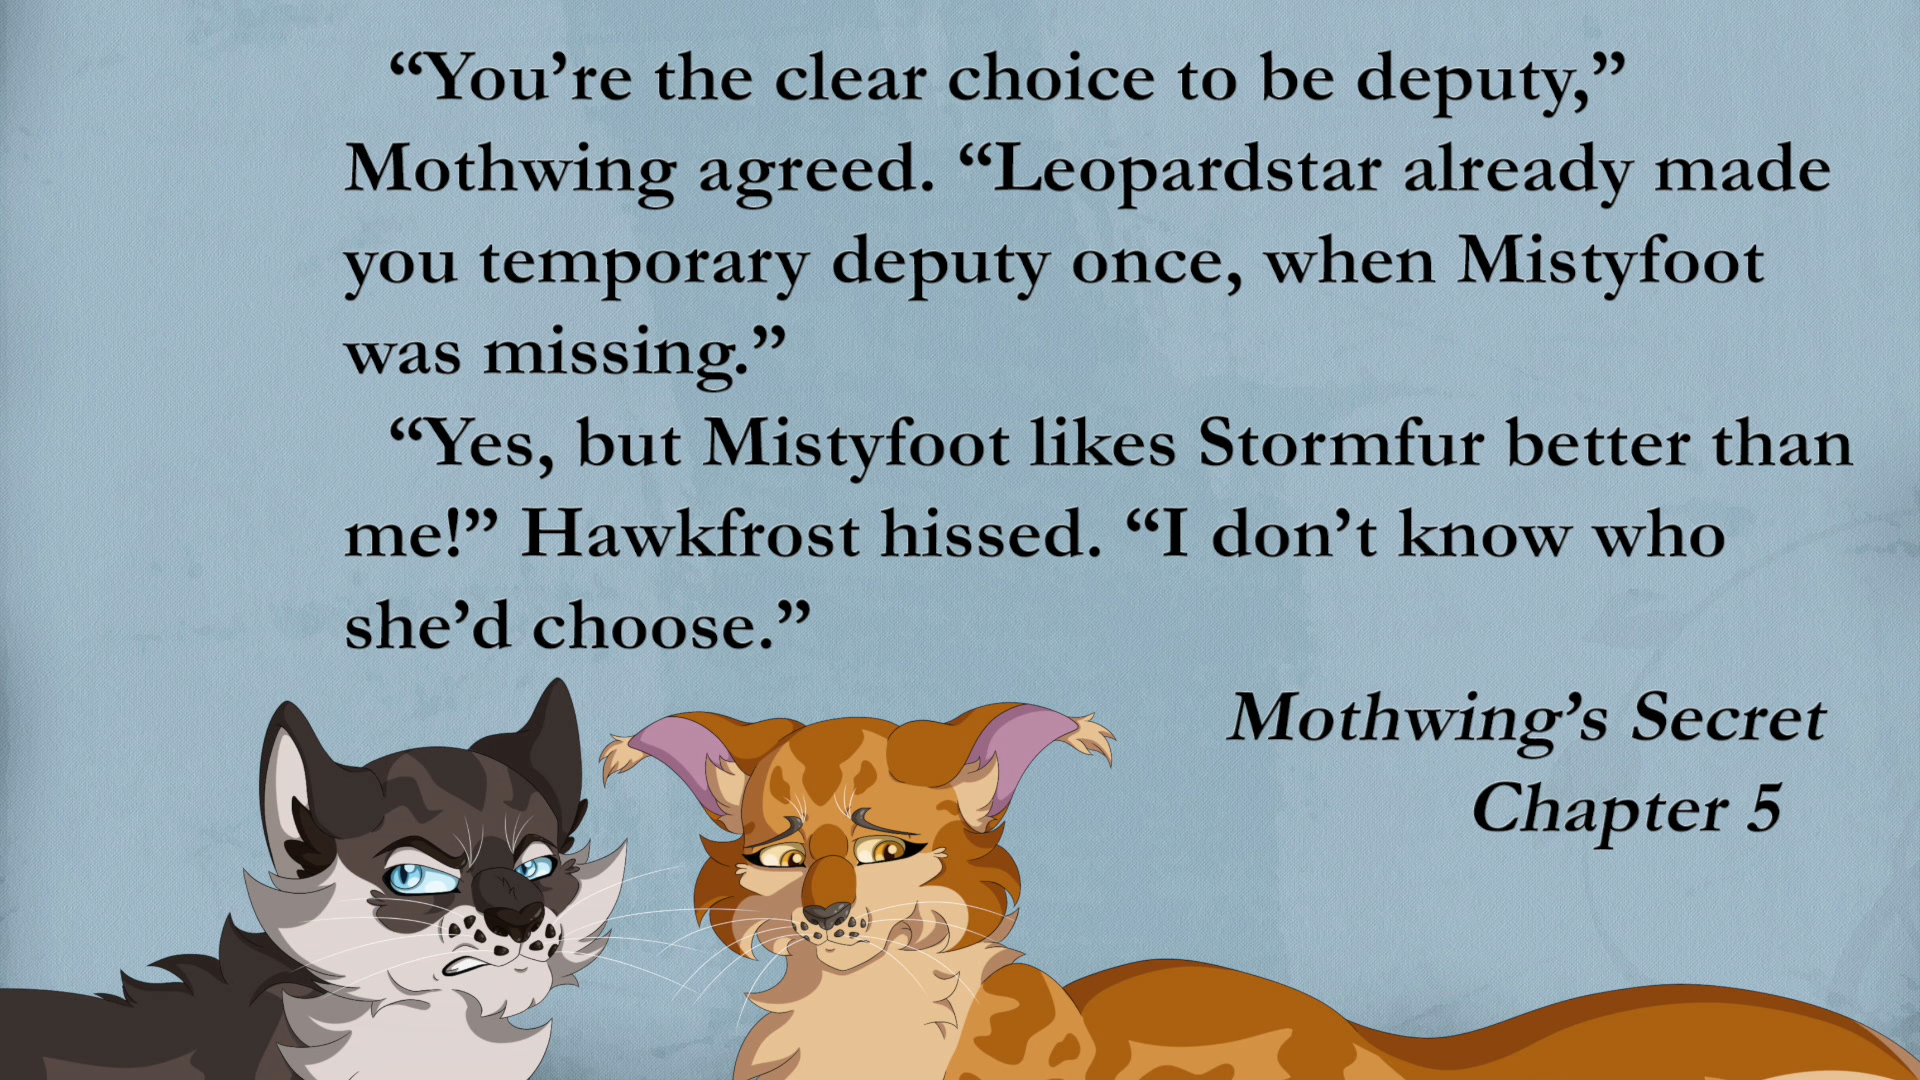 “You’re the clear choice to be deputy,”
Mothwing agreed. “Leopardstar already made
you temporary deputy once, when Mistyfoot
was missing.”
“Yes, but Mistyfoot likes Stormfur better than
me!” Hawkfrost hissed. “I don’t know who
she’d choose.”
Mothwing’s Secret
Chapter 5